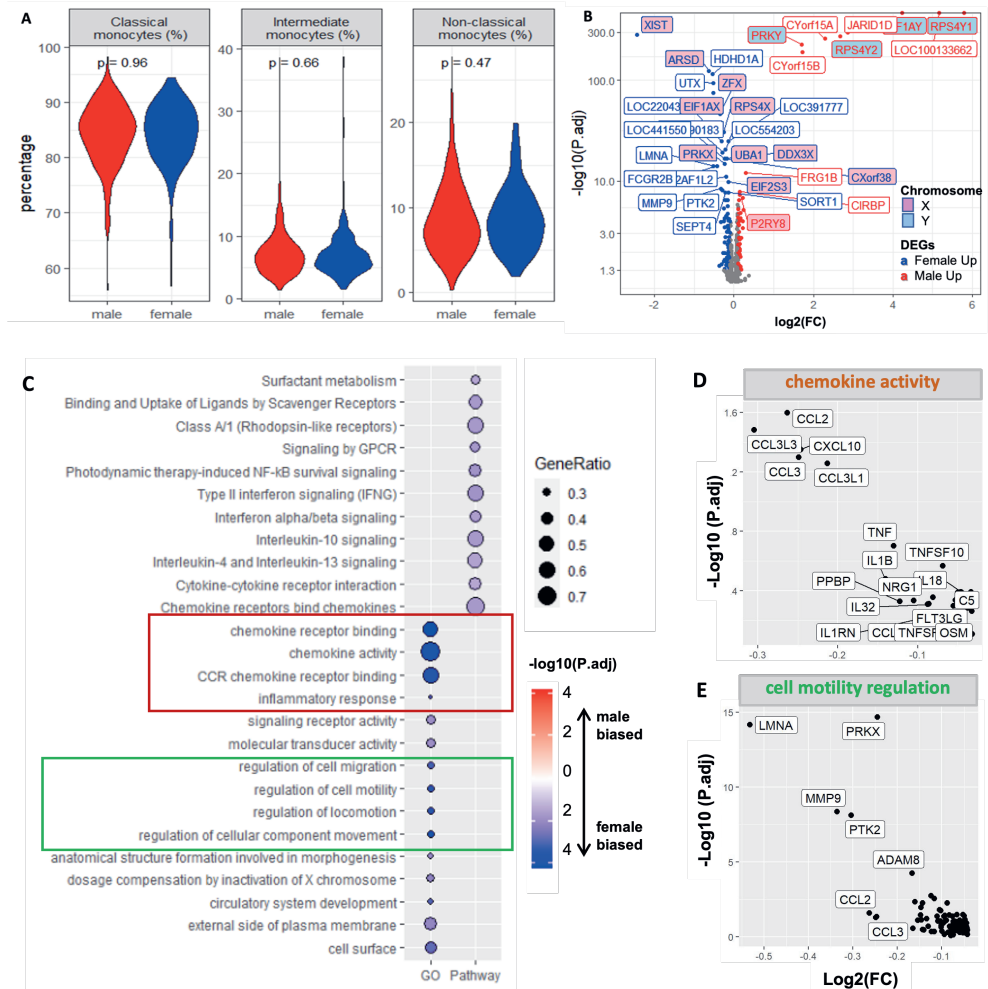 A
Classical
monocytes (%)
Intermediate
monocytes (%)
Non-classical
monocytes (%)
p = 0.96
p = 0.66
p = 0.47
percentage
100
90
80
70
60
40
30
20
10
0
20
10
0
male
female
male
female
male
female
B
-log10(P.adj)
300.0
100.0
10.0
3.0
1.3
-2
0
2
4
6
log2(FC)
XIST
CYorf15A
JARID1D
F1AY
RPS4Y1
PRKY
RPS4Y2
LOC100133662
CYorf15B
ARSD
HDHD1A
UTX
ZFX
LOC22043
EIF1AX
RPS4X
LOC391777
LOC441550
90183
LOC554203
LMNA
PRKX
UBA1
DDX3X
FCGR2B
2AF1L2
FRG1B
CXorf38
EIF2S3
MMP9
PTK2
SORT1
CIRBP
SEPT4
P2RY8
Chromosome
X
Y
DEGs
a Female Up
a Male Up
C
Surfactant metabolism
Binding and Uptake of Ligands by Scavenger Receptors
Class A/1 (Rhodopsin-like receptors)
Signaling by GPCR
Photodynamic therapy-induced NF-kB survival signaling
Type II interferon signaling (IFNG)
Interferon alpha/beta signaling
Interleukin-10 signaling
Interleukin-4 and Interleukin-13 signaling
Cytokine-cytokine receptor interaction
Chemokine receptors bind chemokines
chemokine receptor binding
chemokine activity
CCR chemokine receptor binding
inflammatory response
signaling receptor activity
molecular transducer activity
regulation of cell migration
regulation of cell motility
regulation of locomotion
regulation of cellular component movement
anatomical structure formation involved in morphogenesis
dosage compensation by inactivation of X chromosome
circulatory system development
external side of plasma membrane
cell surface
GO
Pathway
GeneRatio
0.3
0.4
0.5
0.6
0.7
-log10(P.adj)
4
2
0
2
4
male
biased
female
biased
D
chemokine activity
-Log10 (P.adj)
1.6
2
8
4
-0.3
-0.2
-0.1
CCL2
CCL3L3
CXCL10
CCL3
CCL3L1
TNF
IL1B
TNFSF10
PPBP
NRG1
IL18
IL32
C5
FLT3LG
IL1RN
CCL
TNFSF
OSM
E
cell motility regulation
-Log10 (P.adj)
15
10
5
0
-0.5
-0.4
-0.3
-0.2
-0.1
Log2(FC)
LMNA
PRKX
MMP9
PTK2
ADAM8
CCL2
CCL3